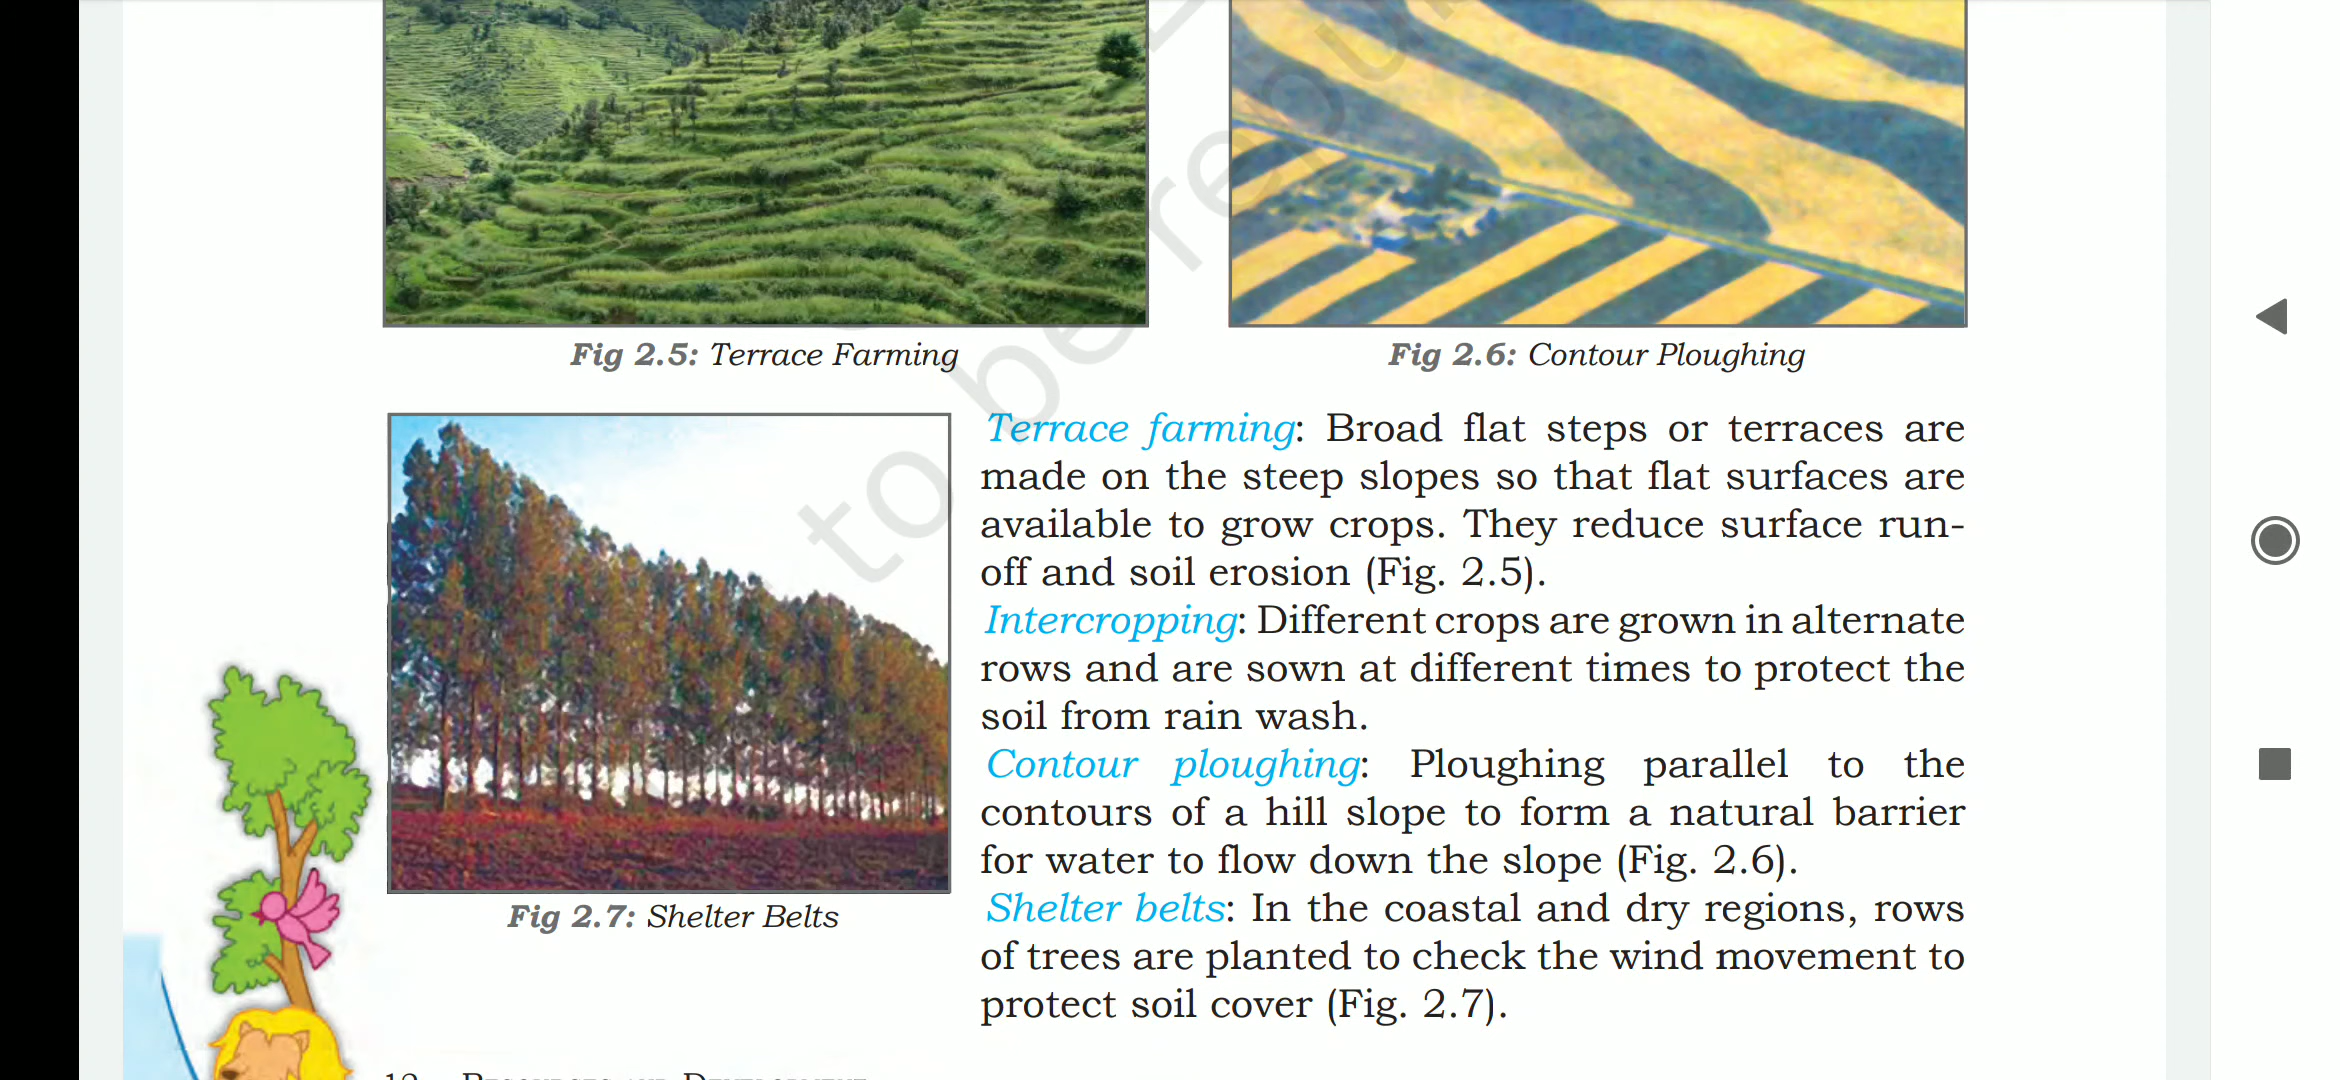 Fig 2.5: Terrace Farming
Fig 2.6: Contour Ploughing
Terrace farming: Broad flat steps or terraces are
made on the steep slopes so that flat surfaces are
available to grow crops. They reduce surface run-
off and soil erosion (Fig. 2.5).
Intercropping: Different crops are grown in alternate
rows and are sown at different times to protect the
soil from rain wash.
Contour ploughing: Ploughing parallel to the
contours of a hill slope to form a natural barrier
for water to flow down the slope (Fig. 2.6).
Shelter belts: In the coastal and dry regions, rows
of trees are planted to check the wind movement to
protect soil cover (Fig. 2.7).
Fig 2.7: Shelter Belts
to be